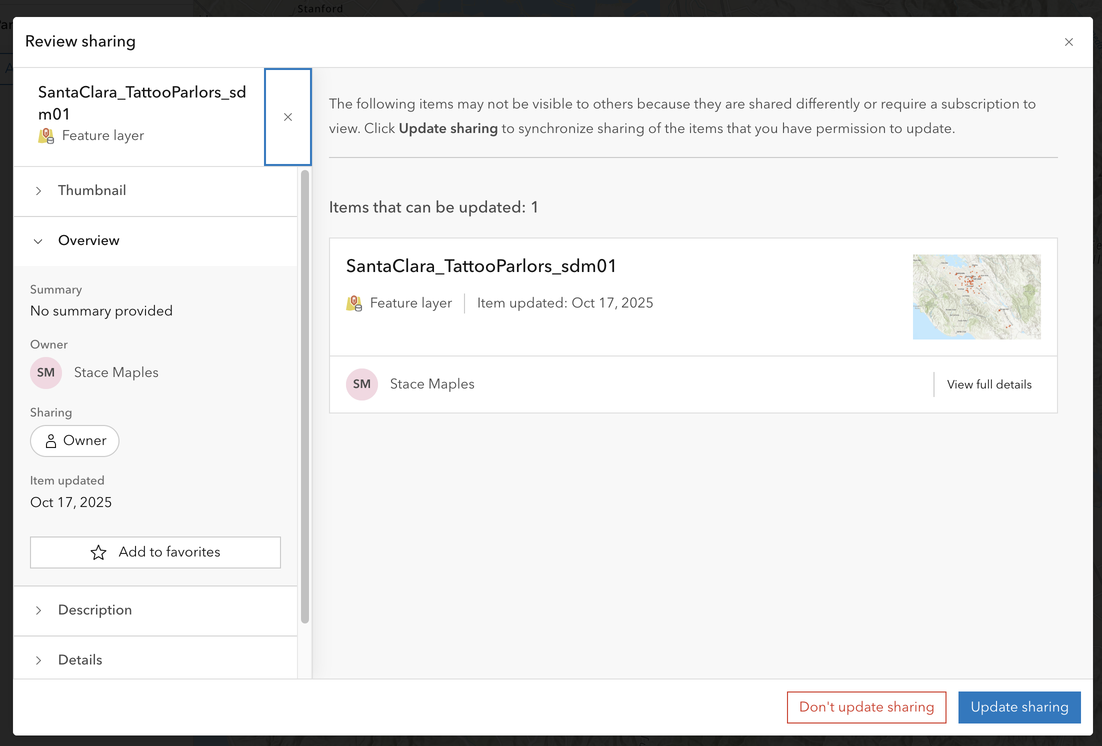 Stanford
Review sharing
SantaClara_TattooParlors_sd
m01
Feature layer
Thumbnail
Overview
Summary
No summary provided
Owner
SM Stace Maples
Sharing
Owner
Item updated
Oct 17, 2025
Add to favorites
Description
Details
The following items may not be visible to others because they are shared differently or require a subscription to
view. Click Update sharing to synchronize sharing of the items that you have permission to update.
Items that can be updated: 1
SantaClara_TattooParlors_sdm01
Feature layer Item updated: Oct 17, 2025
SM Stace Maples View full details
Don't update sharing Update sharing